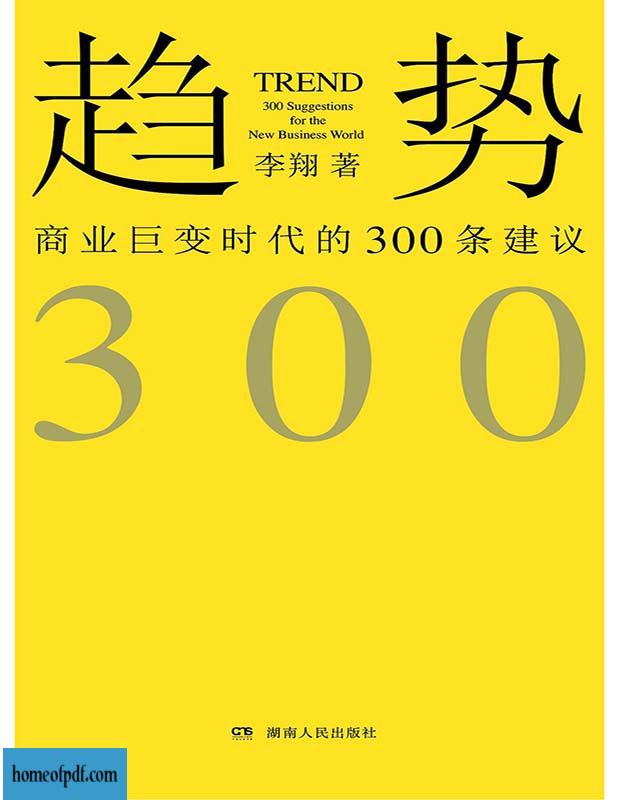 趋势
TREND
300 Suggestions
for the
New Business World
李翔 著
商业巨变时代的300条建议
300
湖南人民出版社
homeofpdf.com